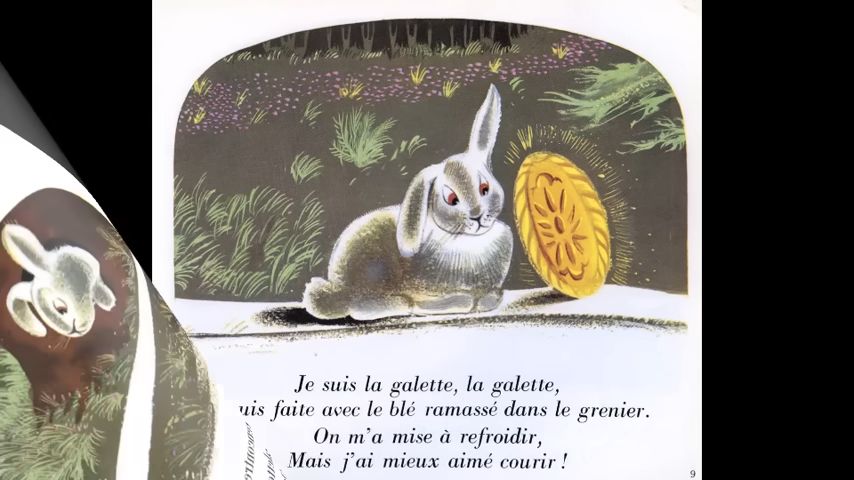 Je suis la galette, la galette,
uis faite avec le blé ramassé dans le grenier.
On m'a mise à refroidir,
Mais j'ai mieux aimé courir !
9